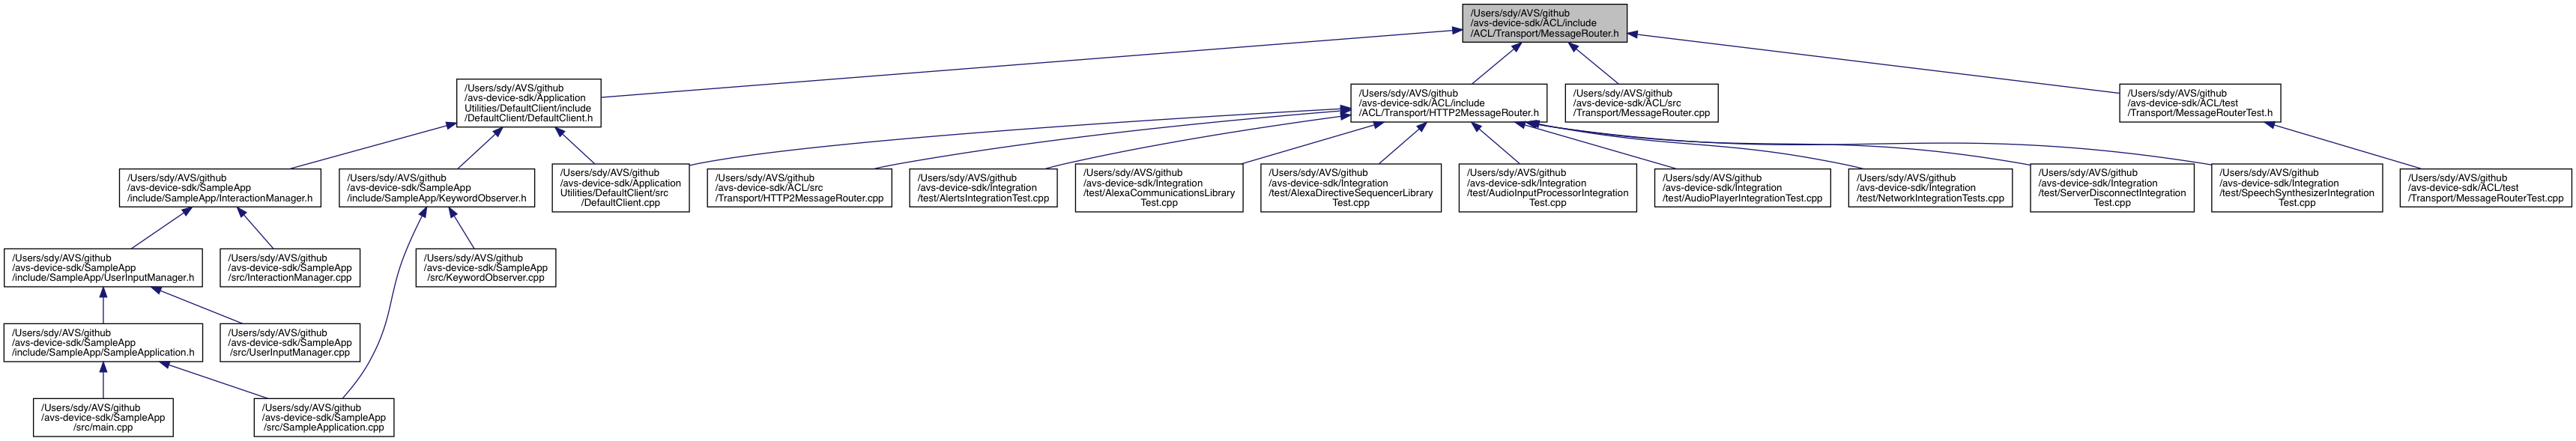 /Users/sdy/AVS/github
/avs-device-sdk/ACL/include
/ACL/Transport/MessageRouter.h
/Users/sdy/AVS/github
/avs-device-sdk/Application
Utilities/DefaultClient/include
/DefaultClient/DefaultClient.h
/Users/sdy/AVS/github
/avs-device-sdk/ACL/include
/ACL/Transport/HTTP2MessageRouter.h
/Users/sdy/AVS/github
/avs-device-sdk/ACL/src
/Transport/MessageRouter.cpp
/Users/sdy/AVS/github
/avs-device-sdk/ACL/test
/Transport/MessageRouterTest.h
/Users/sdy/AVS/github
/avs-device-sdk/SampleApp
/include/SampleApp/InteractionManager.h
/Users/sdy/AVS/github
/avs-device-sdk/SampleApp
/include/SampleApp/KeywordObserver.h
/Users/sdy/AVS/github
/avs-device-sdk/Application
Utilities/DefaultClient/src
/DefaultClient.cpp
/Users/sdy/AVS/github
/avs-device-sdk/ACL/src
/Transport/HTTP2MessageRouter.cpp
/Users/sdy/AVS/github
/avs-device-sdk/Integration
/test/AlertsIntegrationTest.cpp
/Users/sdy/AVS/github
/avs-device-sdk/Integration
/test/AlexaCommunicationsLibrary
Test.cpp
/Users/sdy/AVS/github
/avs-device-sdk/Integration
/test/AlexaDirectiveSequencerLibrary
Test.cpp
/Users/sdy/AVS/github
/avs-device-sdk/Integration
/test/AudioInputProcessorIntegration
Test.cpp
/Users/sdy/AVS/github
/avs-device-sdk/Integration
/test/AudioPlayerIntegrationTest.cpp
/Users/sdy/AVS/github
/avs-device-sdk/Integration
/test/NetworkIntegrationTests.cpp
/Users/sdy/AVS/github
/avs-device-sdk/Integration
/test/ServerDisconnectIntegration
Test.cpp
/Users/sdy/AVS/github
/avs-device-sdk/Integration
/test/SpeechSynthesizerIntegration
Test.cpp
/Users/sdy/AVS/github
/avs-device-sdk/ACL/test
/Transport/MessageRouterTest.cpp
/Users/sdy/AVS/github
/avs-device-sdk/SampleApp
/include/SampleApp/UserInputManager.h
/Users/sdy/AVS/github
/avs-device-sdk/SampleApp
/src/InteractionManager.cpp
/Users/sdy/AVS/github
/avs-device-sdk/SampleApp
/src/KeywordObserver.cpp
/Users/sdy/AVS/github
/avs-device-sdk/SampleApp
/include/SampleApp/SampleApplication.h
/Users/sdy/AVS/github
/avs-device-sdk/SampleApp
/src/UserInputManager.cpp
/Users/sdy/AVS/github
/avs-device-sdk/SampleApp
/src/main.cpp
/Users/sdy/AVS/github
/avs-device-sdk/SampleApp
/src/SampleApplication.cpp